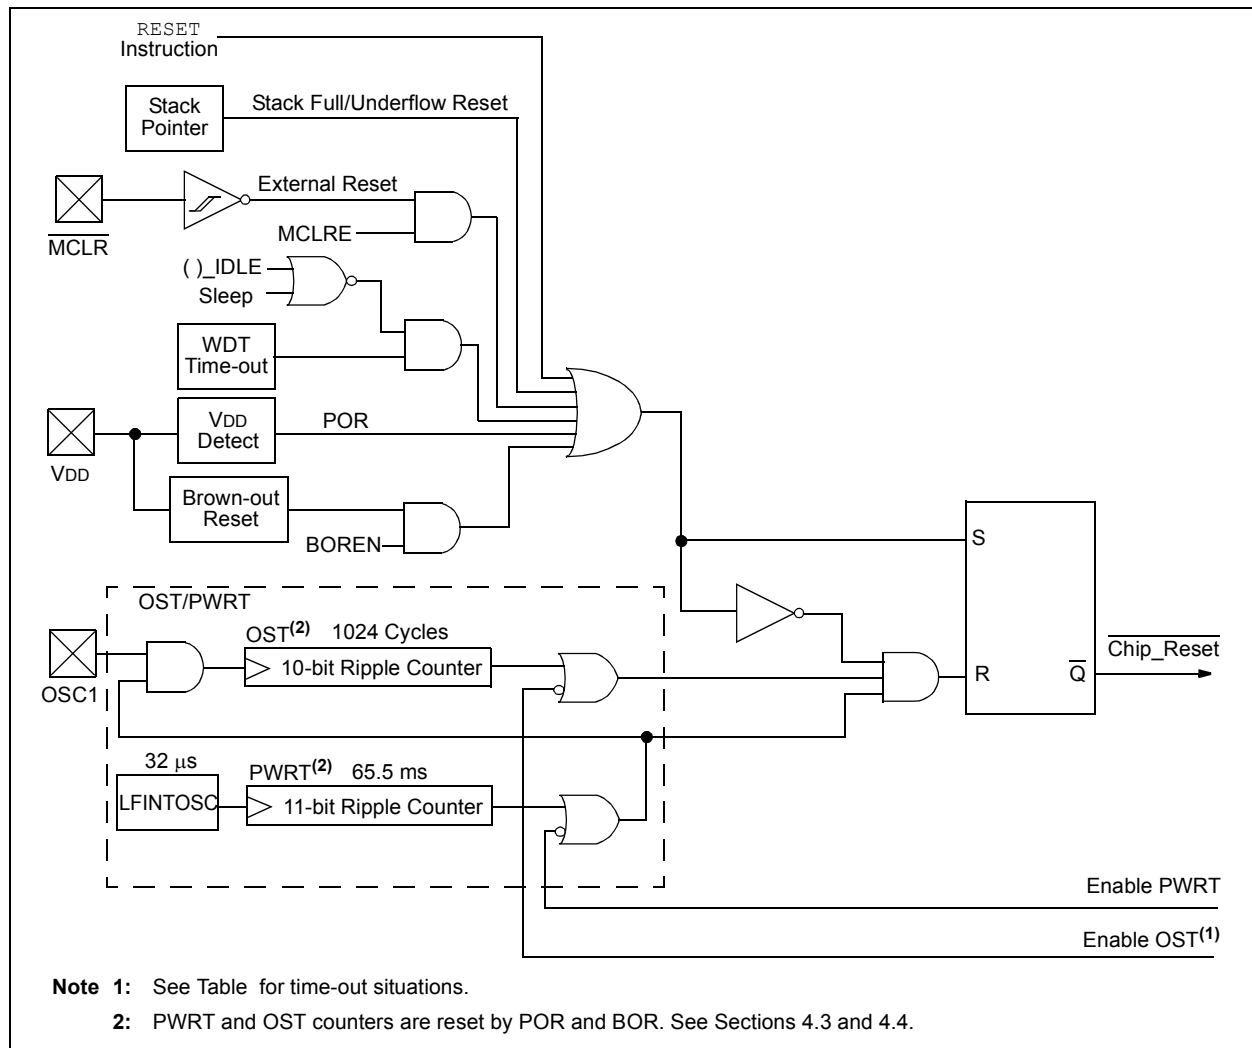 RESET
Instruction
Stack
Pointer
Stack Full/Underflow Reset
External Reset
MCLR
MCLRE
( )_IDLE
Sleep
WDT
Time-out
VDD
Detect
POR
VDD
Brown-out
Reset
BOREN
S
OST/PWRT
OST(2) 1024 Cycles
10-bit Ripple Counter
OSC1
Chip_Reset
R
Q
32 μs
PWRT(2) 65.5 ms
LFINTOSC
11-bit Ripple Counter
Enable PWRT
Enable OST(1)
Note 1: See Table for time-out situations.
2: PWRT and OST counters are reset by POR and BOR. See Sections 4.3 and 4.4.